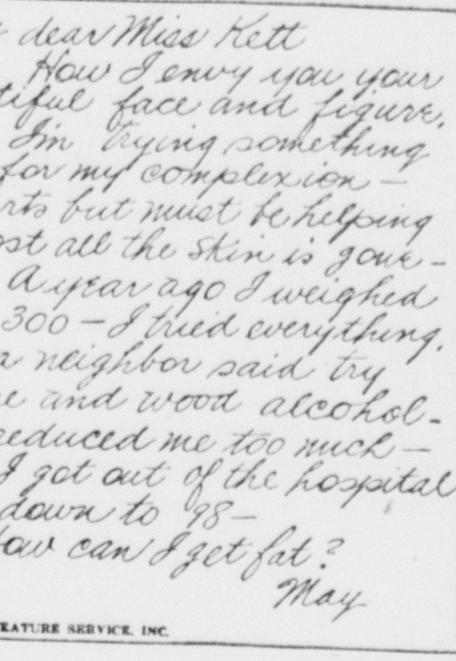 dear Miss Kett
How I envy you your
tiful face and figure.
I'm trying something
for my complexion —
rts but must be helping
ost all the skin is gone —
A year ago I weighed
300 — I tried everything.
a neighbor said try
e and wood alcohol —
reduced me too much —
I got out of the hospital
down to 98 —
ow can I get fat?
May
EATURE SERVICE, INC.